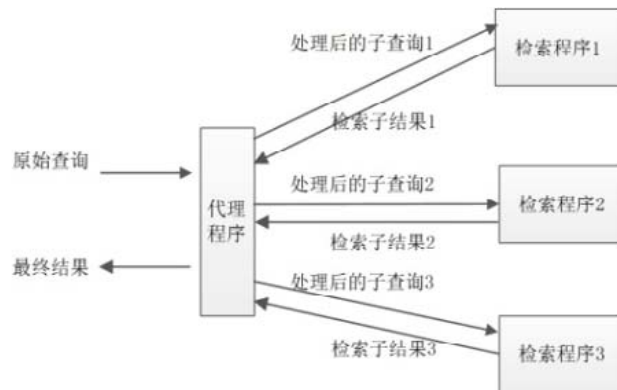 处理后的子查询1
检索程序1
检索子结果1
原始查询
代理
程序
处理后的子查询2
检索程序2
检索子结果2
最终结果
处理后的子查询3
检索子结果3
检索程序3